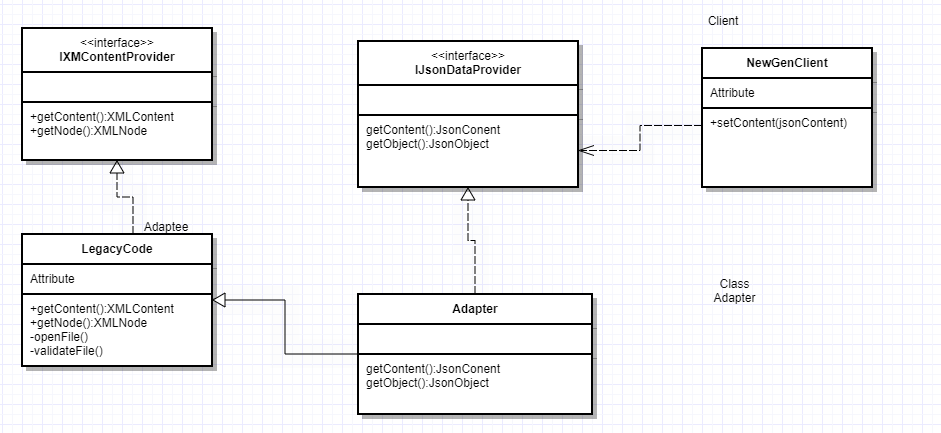 <<interface>>
IXMContentProvider
+getContent():XMLContent
+getNode():XMLNode
<<interface>>
IJsonDataProvider
getContent():JsonConent
getObject():JsonObject
Client
NewGenClient
Attribute
+setContent(jsonContent)
Adaptee
LegacyCode
Attribute
+getContent():XMLContent
+getNode():XMLNode
-openFile()
-validateFile()
Adapter
getContent():JsonConent
getObject():JsonObject
Class
Adapter